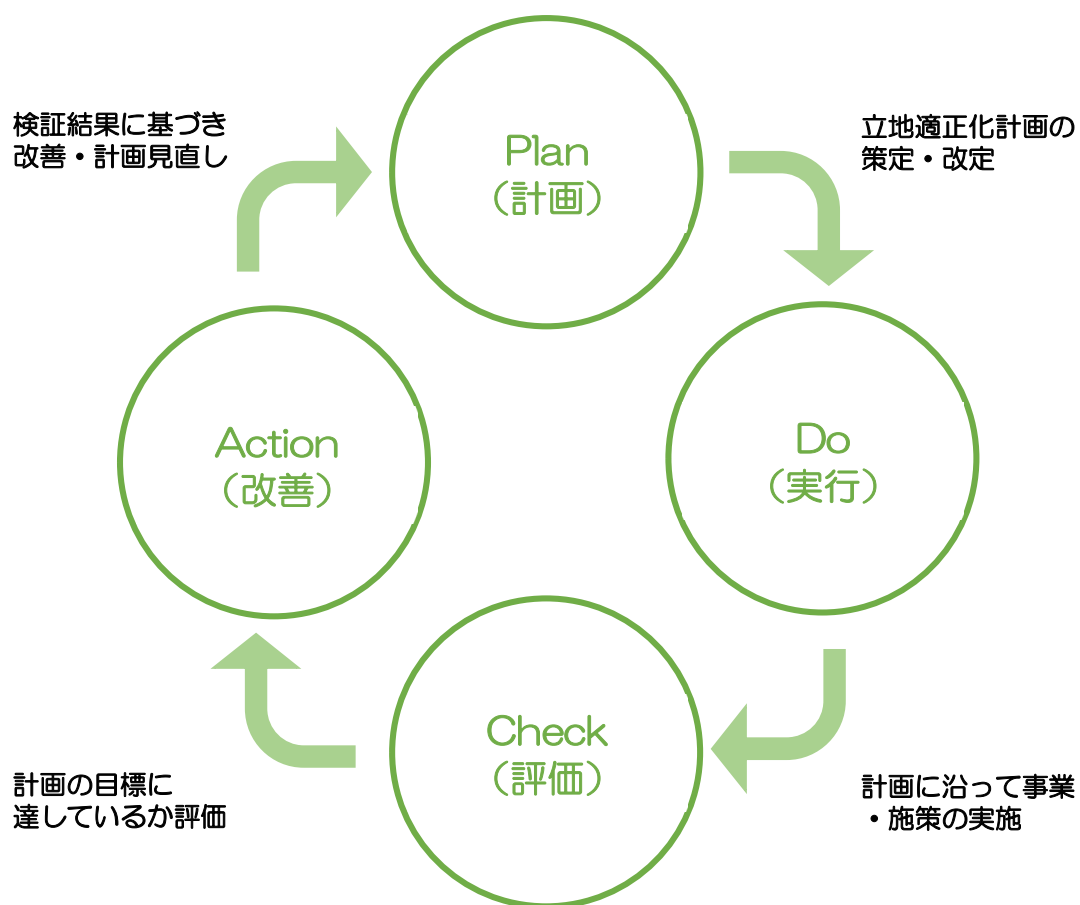 Plan
（計画）
立地適正化計画の
策定・改定
Do
（実行）
計画に沿って事業
・施策の実施
Check
（評価）
計画の目標に
達しているか評価
Action
（改善）
検証結果に基づき
改善・計画見直し